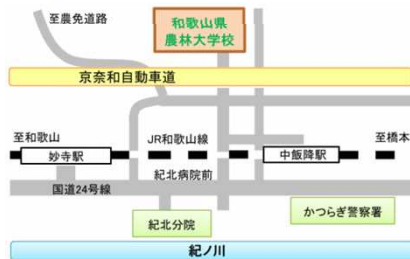 至農免道路
和歌山県
農林大学校
京奈和自動車道
至和歌山
JR和歌山線
至橋本
妙寺駅
中飯降駅
紀北病院前
国道24号線
紀北分院
かつらぎ警察署
紀ノ川